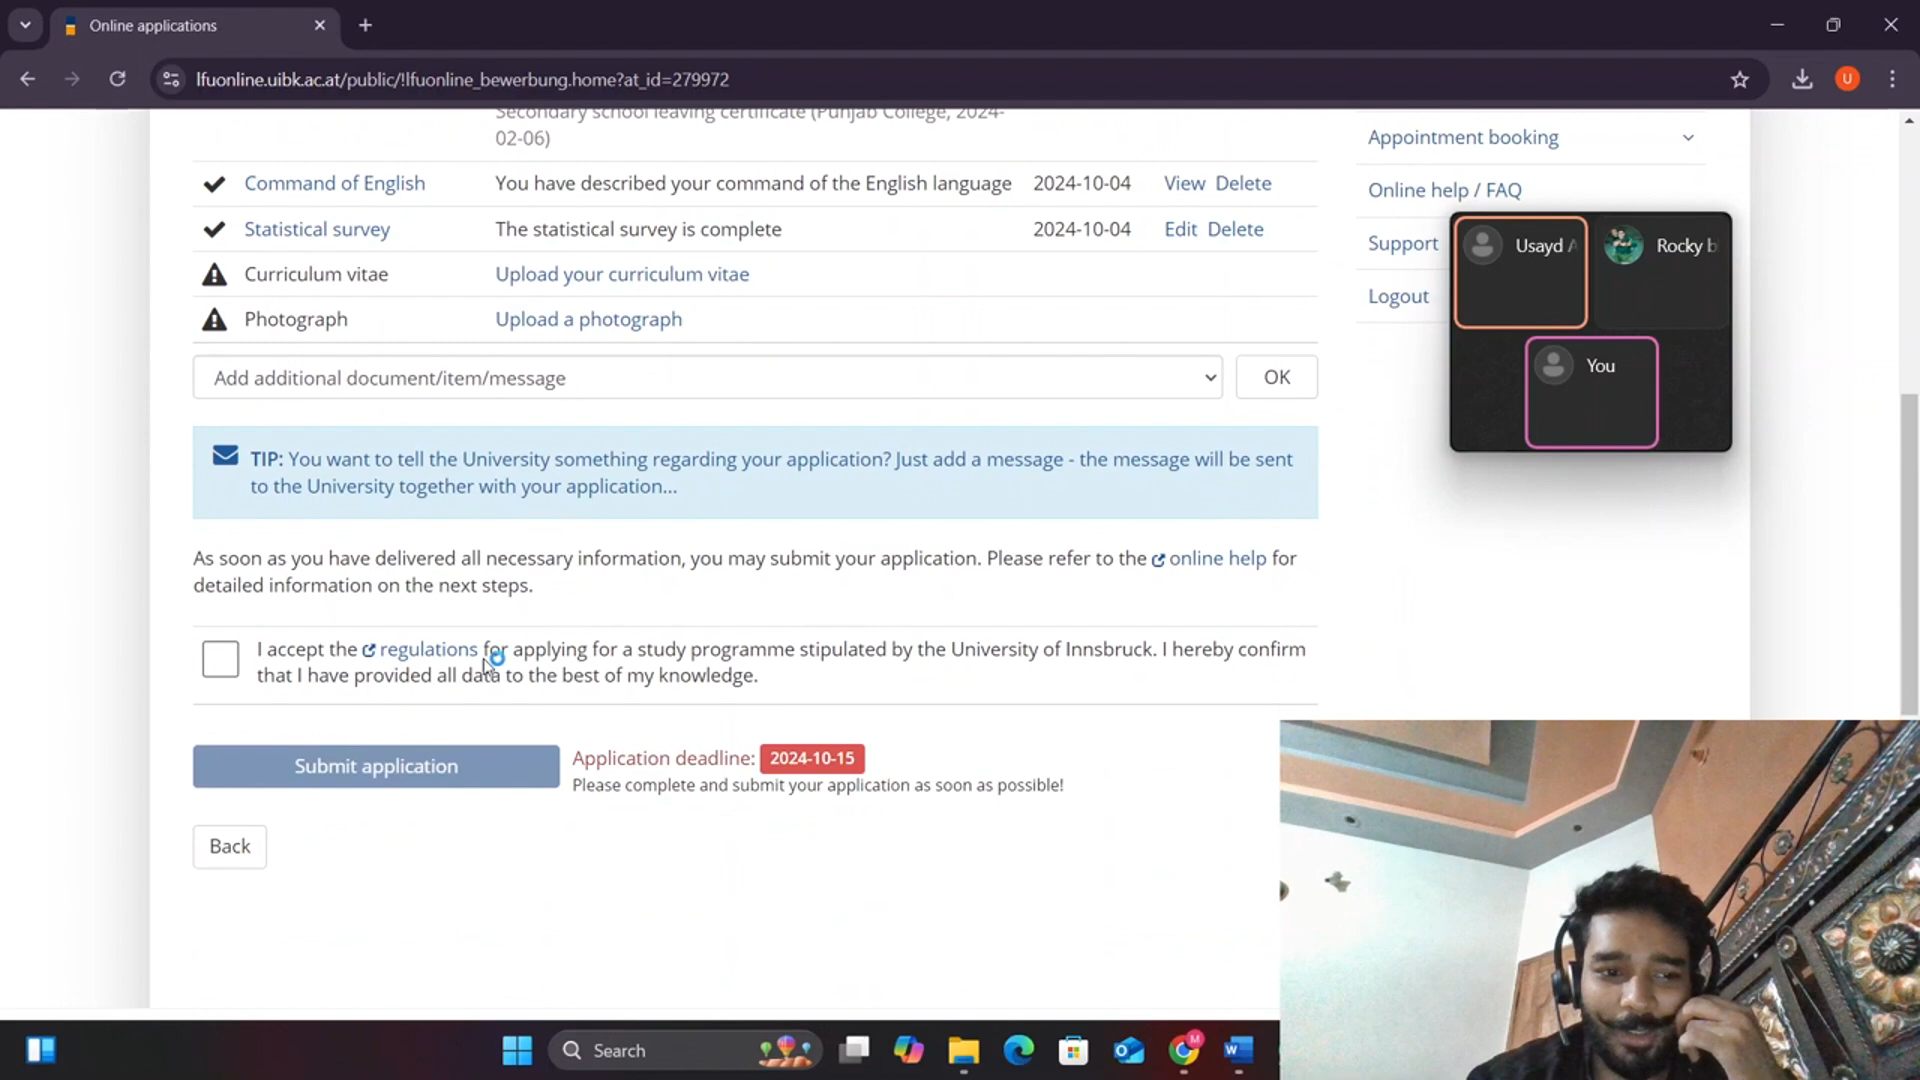 Online applications
lfuonline.uibk.ac.at/public/!lfuonline_bewerbung.home?at_id=279972
U
Secondary school leaving certificate (Punjab College, 2024-
02-06)
Command of English You have described your command of the English language 2024-10-04 View Delete
Statistical survey The statistical survey is complete 2024-10-04 Edit Delete
Curriculum vitae Upload your curriculum vitae
Photograph Upload a photograph
Add additional document/item/message OK
TIP: You want to tell the University something regarding your application? Just add a message - the message will be sent
to the University together with your application...
As soon as you have delivered all necessary information, you may submit your application. Please refer to the online help for
detailed information on the next steps.
I accept the regulations for applying for a study programme stipulated by the University of Innsbruck. I hereby confirm
that I have provided all data to the best of my knowledge.
Submit application Application deadline: 2024-10-15
Please complete and submit your application as soon as possible!
Back
Appointment booking
Online help / FAQ
Support
Logout
Usayd A
Rocky b
You
Search
M
W